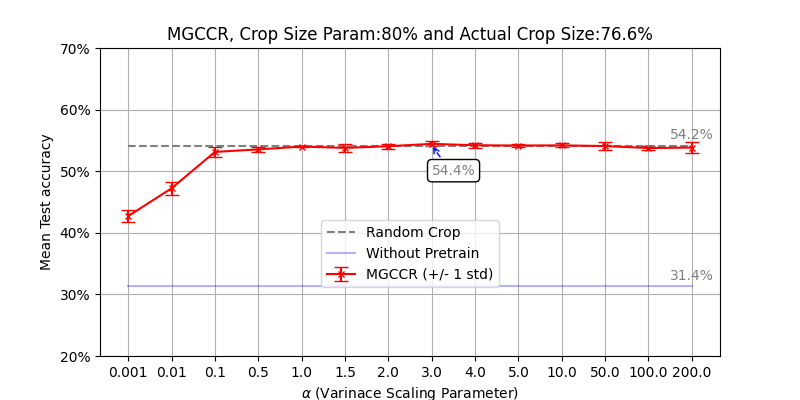 MGCCR, Crop Size Param:80% and Actual Crop Size:76.6%
70%
60%
50%
40%
30%
20%
Mean Test accuracy
54.2%
54.4%
Random Crop
Without Pretrain
MGCCR (+/- 1 std)
31.4%
0.001 0.01 0.1 0.5 1.0 1.5 2.0 3.0 4.0 5.0 10.0 50.0 100.0 200.0
α (Varinace Scaling Parameter)